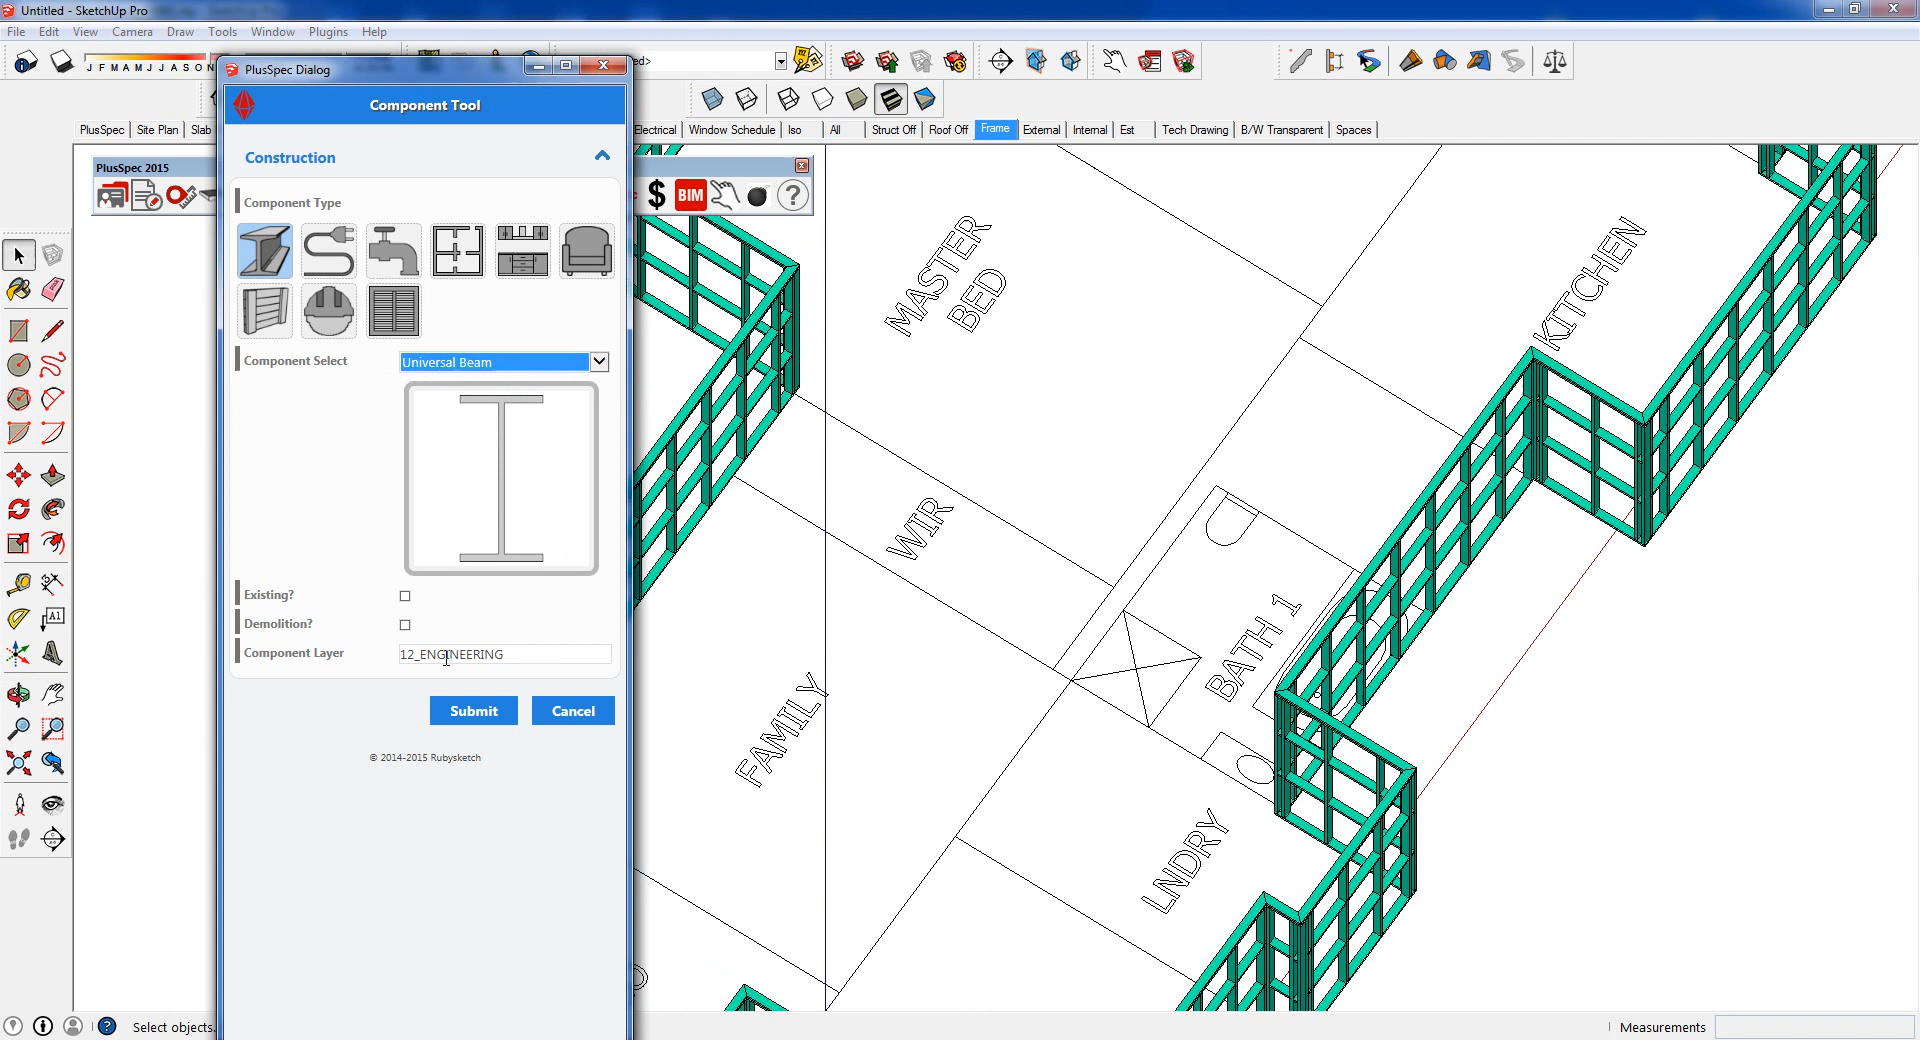 Untitled - SketchUp Pro
File Edit View Camera Draw Tools Window Plugins Help
J F M A M J J A S O N
ed>
PlusSpec Dialog
Component Tool
PlusSpec Site Plan Slab Electrical Window Schedule Iso All Struct Off Roof Off Frame External Internal Est Tech Drawing B/W Transparent Spaces
PlusSpec 2015
$ BIM ?
Construction
Component Type
Component Select Universal Beam
Existing?
Demolition?
Component Layer 12_ENGINEERING
Submit Cancel
© 2014-2015 Rubysketch
A1
MASTER
BED
KITCHEN
WIR
BATH 1
FAMILY
LNDRY
Select objects.
Measurements